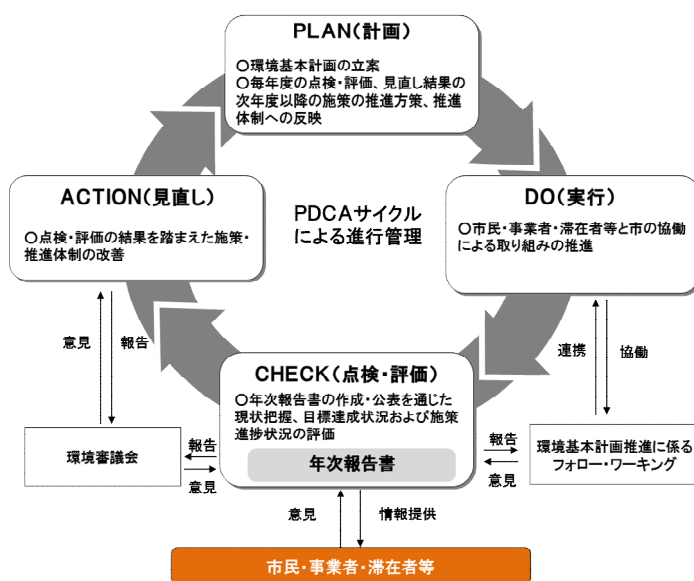 PLAN(計画)
○環境基本計画の立案
○毎年度の点検・評価、見直し結果の
次年度以降の施策の推進方策、推進
体制への反映
ACTION(見直し)
○点検・評価の結果を踏まえた施策・
推進体制の改善
PDCAサイクル
による進行管理
DO(実行)
○市民・事業者・滞在者等と市の協働
による取り組みの推進
意見
報告
連携
協働
CHECK(点検・評価)
○年次報告書の作成・公表を通じた
現状把握、目標達成状況および施策
進捗状況の評価
年次報告書
環境審議会
報告
意見
報告
意見
環境基本計画推進に係る
フォロー・ワーキング
意見
情報提供
市民・事業者・滞在者等